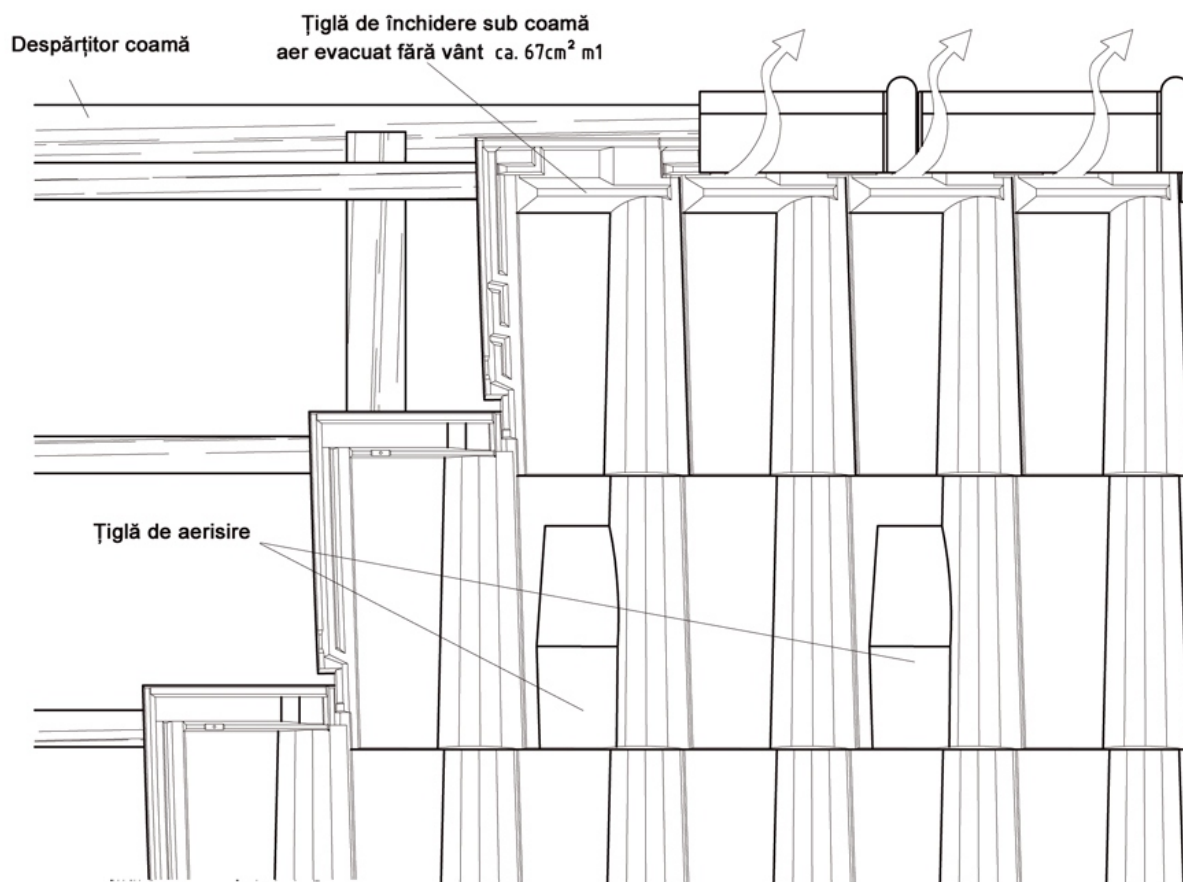 Țiglă de închidere sub coamă
aer evacuat fără vânt ca. 67cm² m1
Despărțitor coamă
Țiglă de aerisire